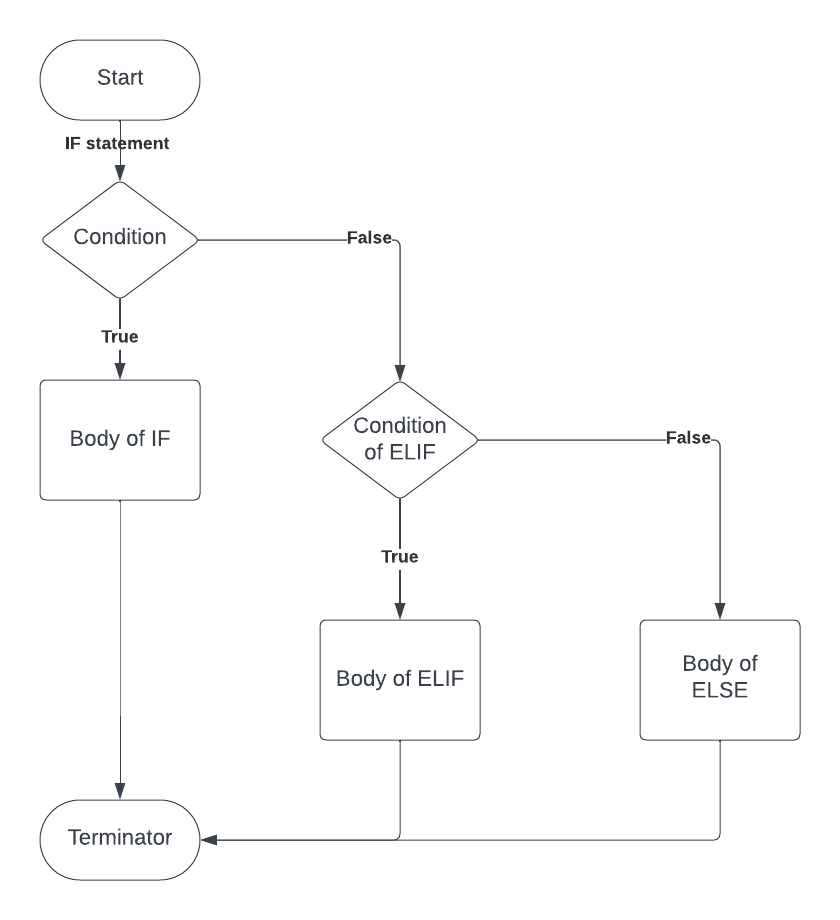 Start
IF statement
Condition
False
True
Body of IF
Condition
of ELIF
False
True
Body of ELIF
Body of
ELSE
Terminator